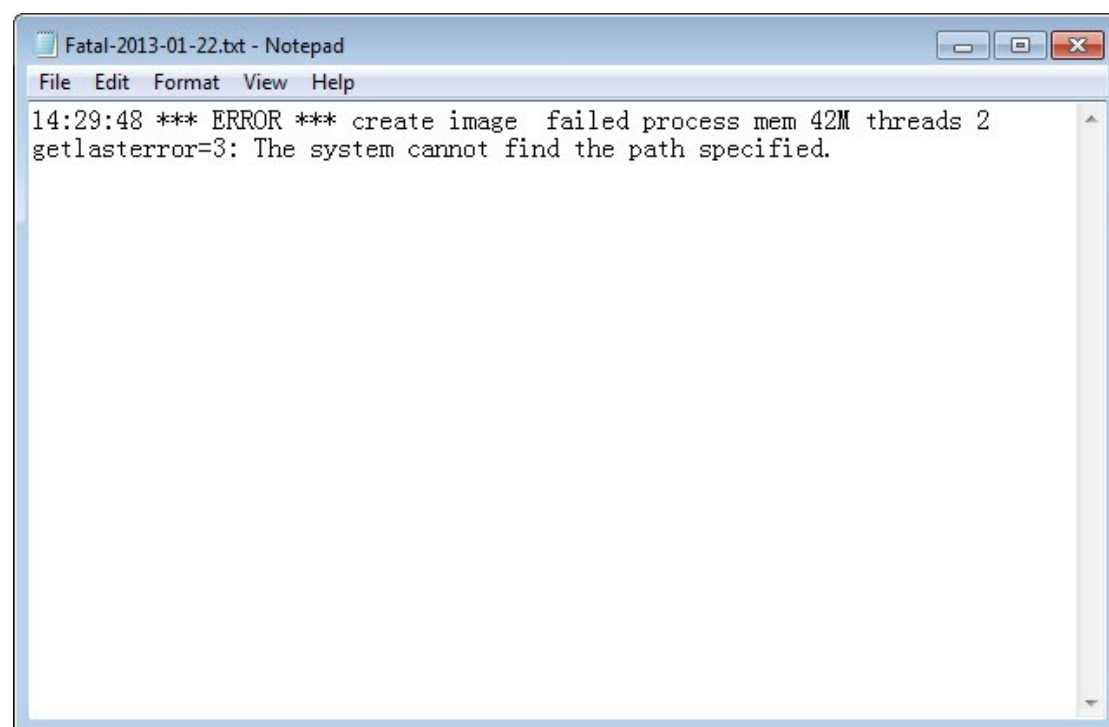 Fatal-2013-01-22.txt - Notepad
File Edit Format View Help
14:29:48 *** ERROR *** create image  failed process mem 42M threads 2
getlasterror=3: The system cannot find the path specified.